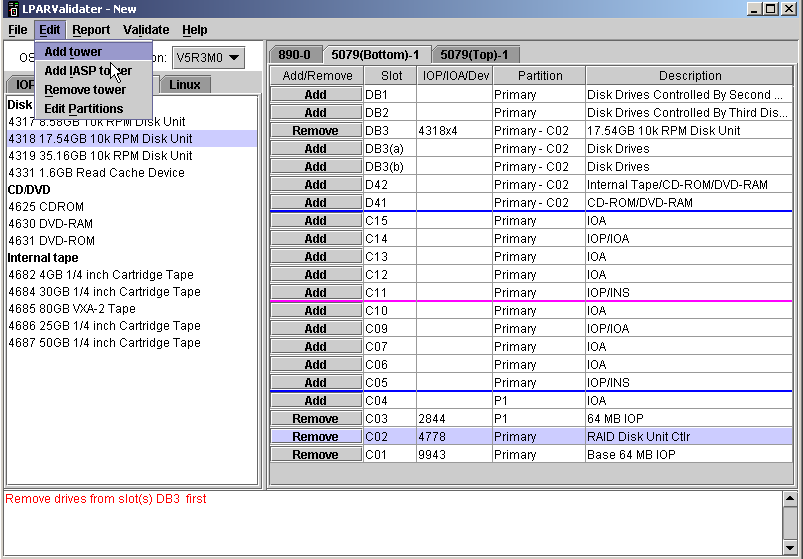 LPARValidater - New
File Edit Report Validate Help
Add tower
Add IASP tower
Remove tower
Edit Partitions
OS on: V5R3M0
IOP Linux
Disk
4317 8.58GB 10k RPM Disk Unit
4318 17.54GB 10k RPM Disk Unit
4319 35.16GB 10k RPM Disk Unit
4331 1.6GB Read Cache Device
CD/DVD
4625 CDROM
4630 DVD-RAM
4631 DVD-ROM
Internal tape
4682 4GB 1/4 inch Cartridge Tape
4684 30GB 1/4 inch Cartridge Tape
4685 80GB VXA-2 Tape
4686 25GB 1/4 inch Cartridge Tape
4687 50GB 1/4 inch Cartridge Tape
890-0 5079(Bottom)-1 5079(Top)-1
Add/Remove Slot IOP/IOA/Dev Partition Description
Add DB1 Primary Disk Drives Controlled By Second ...
Add DB2 Primary Disk Drives Controlled By Third Dis...
Remove DB3 4318x4 Primary - C02 17.54GB 10k RPM Disk Unit
Add DB3(a) Primary - C02 Disk Drives
Add DB3(b) Primary - C02 Disk Drives
Add D42 Primary - C02 Internal Tape/CD-ROM/DVD-RAM
Add D41 Primary - C02 CD-ROM/DVD-RAM
Add C15 Primary IOA
Add C14 Primary IOP/IOA
Add C13 Primary IOA
Add C12 Primary IOA
Add C11 Primary IOP/INS
Add C10 Primary IOA
Add C09 Primary IOP/IOA
Add C07 Primary IOA
Add C06 Primary IOA
Add C05 Primary IOP/INS
Add C04 P1 IOA
Remove C03 2844 P1 64 MB IOP
Remove C02 4778 Primary RAID Disk Unit Ctlr
Remove C01 9943 Primary Base 64 MB IOP
Remove drives from slot(s) DB3 first